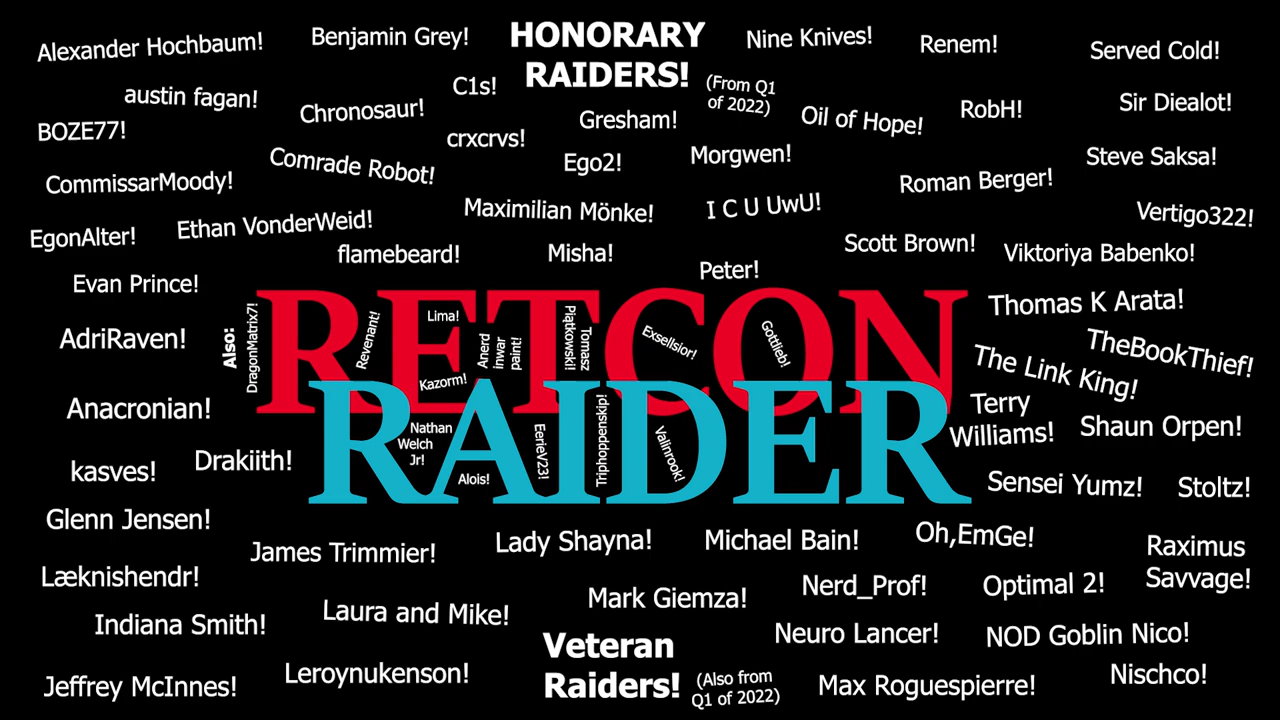 HONORARY
RAIDERS!
(From Q1
of 2022)
Alexander Hochbaum!
Benjamin Grey!
Nine Knives!
Renem!
Served Cold!
austin fagan!
C1s!
Chronosaur!
Gresham!
Oil of Hope!
RobH!
Sir Diealot!
BOZE77!
crxcrvs!
Comrade Robot!
Ego2!
Morgwen!
Steve Saksa!
CommissarMoody!
Roman Berger!
Maximilian Mönke!
I C U UwU!
Vertigo322!
EgonAlter!
Ethan VonderWeid!
flamebeard!
Misha!
Peter!
Scott Brown!
Viktoriya Babenko!
Evan Prince!
Thomas K Arata!
AdriRaven!
TheBookThief!
The Link King!
Anacronian!
Terry
Williams!
Shaun Orpen!
kasves!
Drakiith!
Sensei Yumz!
Stoltz!
RETCON
RAIDER
Also:
DragonMatrix7!
Revenant!
Lima!
Kazorm!
Anerd
inwar
paint!
Tomasz
Piątkowski!
Exsellsior!
Gottlieb!
Nathan
Welch
Jr!
Alois!
EerieV23!
Triphoppenskip!
Valinrook!
Glenn Jensen!
James Trimmier!
Lady Shayna!
Michael Bain!
Oh,EmGe!
Raximus
Savvage!
Læknishendr!
Mark Giemza!
Nerd_Prof!
Optimal 2!
Indiana Smith!
Laura and Mike!
Neuro Lancer!
NOD Goblin Nico!
Jeffrey McInnes!
Leroynukenson!
Veteran
Raiders!
(Also from
Q1 of 2022)
Max Roguespierre!
Nischco!